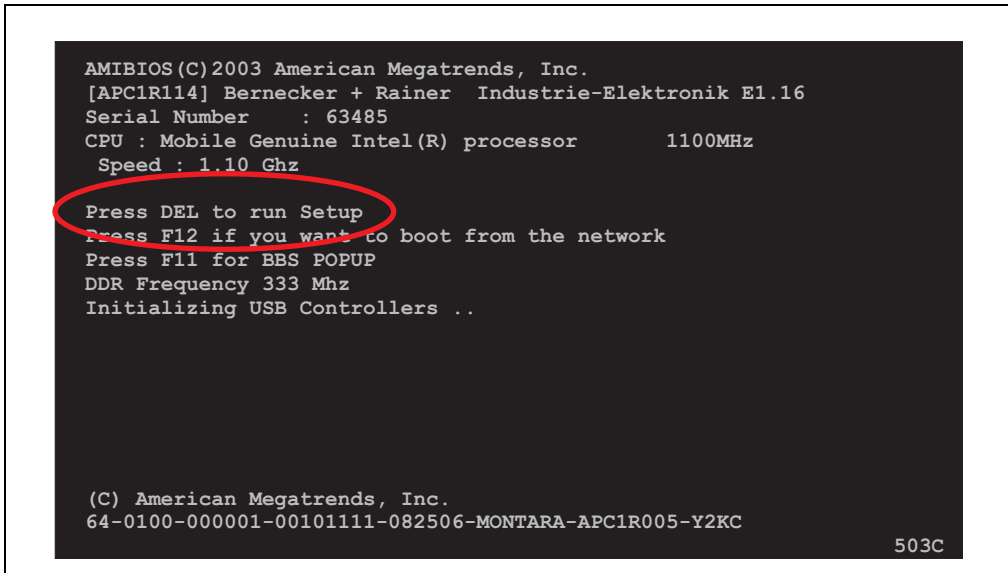 AMIBIOS(C)2003 American Megatrends, Inc.
[APC1R114] Bernecker + Rainer  Industrie-Elektronik E1.16
Serial Number    : 63485
CPU : Mobile Genuine Intel(R) processor       1100MHz
 Speed : 1.10 Ghz
Press DEL to run Setup
Press F12 if you want to boot from the network
Press F11 for BBS POPUP
DDR Frequency 333 Mhz
Initializing USB Controllers ..
(C) American Megatrends, Inc.
64-0100-000001-00101111-082506-MONTARA-APC1R005-Y2KC
503C